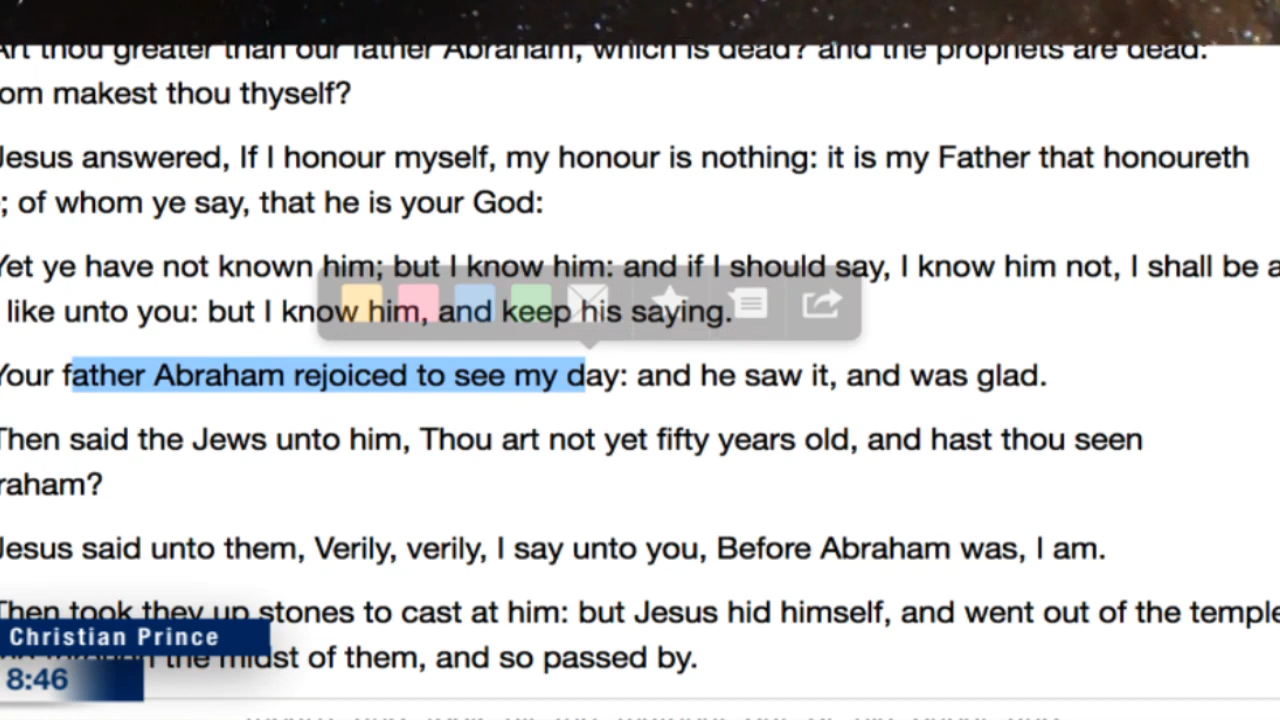 Art thou greater than our father Abraham, which is dead? and the prophets are dead:
om makest thou thyself?
Jesus answered, If I honour myself, my honour is nothing: it is my Father that honoureth
; of whom ye say, that he is your God:
Yet ye have not known him; but I know him: and if I should say, I know him not, I shall be a
like unto you: but I know him, and keep his saying.
Your father Abraham rejoiced to see my day: and he saw it, and was glad.
Then said the Jews unto him, Thou art not yet fifty years old, and hast thou seen
raham?
Jesus said unto them, Verily, verily, I say unto you, Before Abraham was, I am.
Then took they up stones to cast at him: but Jesus hid himself, and went out of the temple
the midst of them, and so passed by.
Christian Prince
8:46